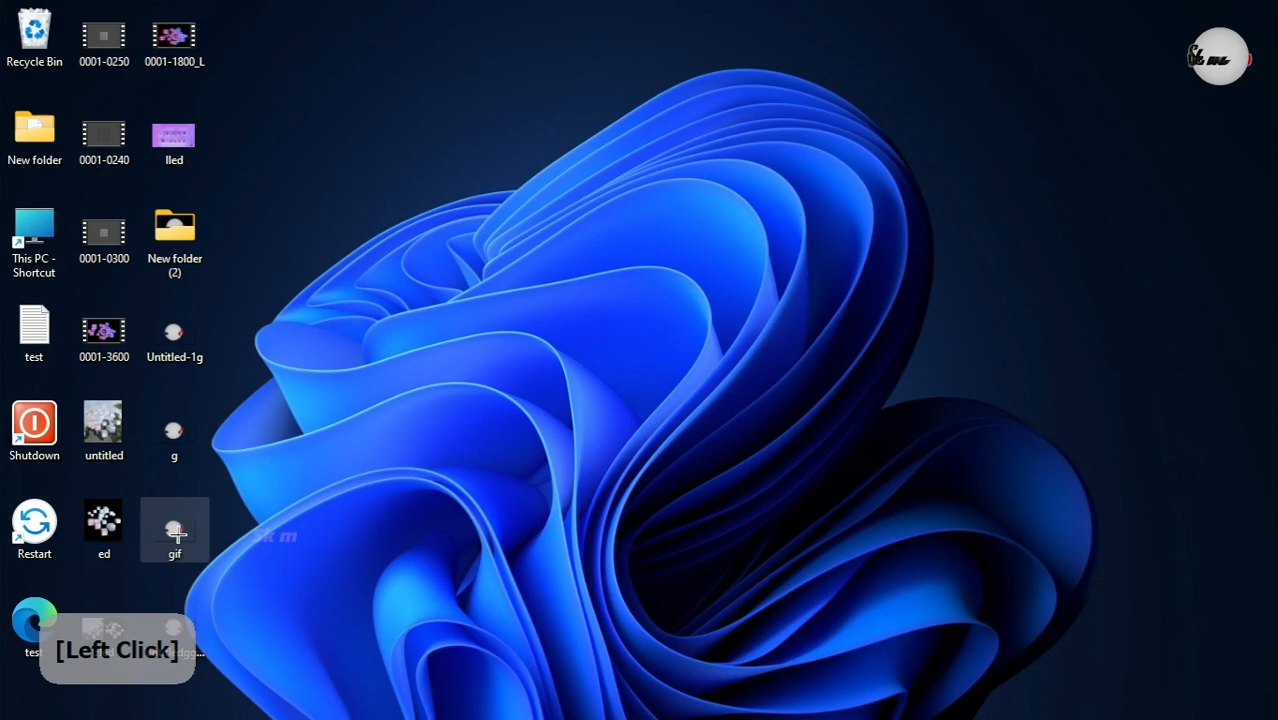 Recycle Bin
0001-0250
0001-1800_L
New folder
0001-0240
lled
This PC -
Shortcut
0001-0300
New folder
(2)
test
0001-3600
Untitled-1g
Shutdown
untitled
g
Restart
ed
gif
Sk m
[Left Click]